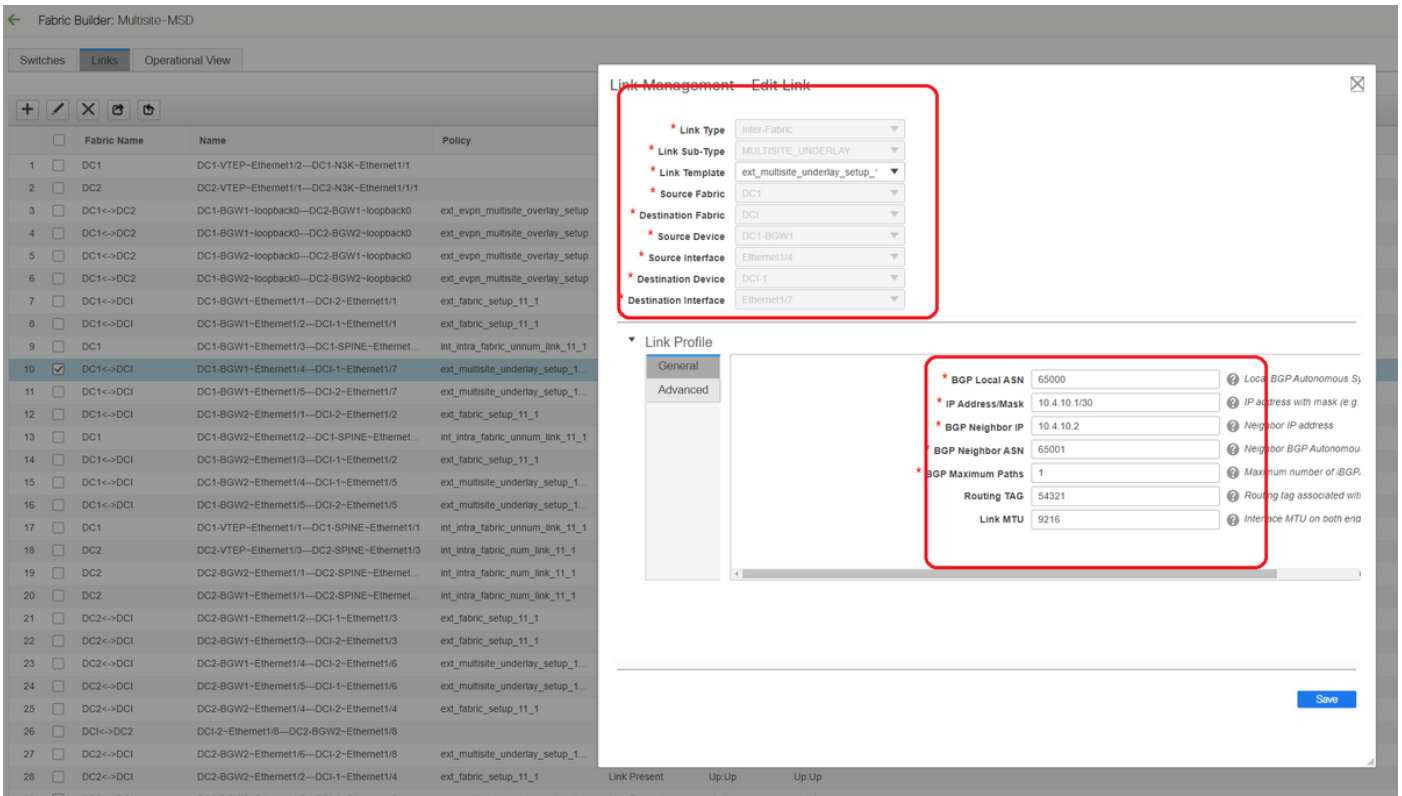 Fabric Builder: Multisite-MSD
Switches Links Operational View
Fabric Name Name Policy
1 DC1 DC1-VTEP~Ethernet1/2---DC1-N3K~Ethernet1/1
2 DC2 DC2-VTEP~Ethernet1/1---DC2-N3K~Ethernet1/1/1
3 DC1<->DC2 DC1-BGW1~loopback0---DC2-BGW1~loopback0 ext_evpn_multisite_overlay_setup
4 DC1<->DC2 DC1-BGW1~loopback0---DC2-BGW2~loopback0 ext_evpn_multisite_overlay_setup
5 DC1<->DC2 DC1-BGW2~loopback0---DC2-BGW1~loopback0 ext_evpn_multisite_overlay_setup
6 DC1<->DC2 DC1-BGW2~loopback0---DC2-BGW2~loopback0 ext_evpn_multisite_overlay_setup
7 DC1<->DCI DC1-BGW1~Ethernet1/1---DCI-2~Ethernet1/1 ext_fabric_setup_11_1
8 DC1<->DCI DC1-BGW1~Ethernet1/2---DCI-1~Ethernet1/1 ext_fabric_setup_11_1
9 DC1 DC1-BGW1~Ethernet1/3---DC1-SPINE~Ethernet... int_intra_fabric_unnum_link_11_1
10 DC1<->DCI DC1-BGW1~Ethernet1/4---DCI-1~Ethernet1/7 ext_multisite_underlay_setup_1...
11 DC1<->DCI DC1-BGW1~Ethernet1/5---DCI-2~Ethernet1/7 ext_multisite_underlay_setup_1...
12 DC1<->DCI DC1-BGW2~Ethernet1/1---DCI-2~Ethernet1/2 ext_fabric_setup_11_1
13 DC1 DC1-BGW2~Ethernet1/2---DC1-SPINE~Ethernet... int_intra_fabric_unnum_link_11_1
14 DC1<->DCI DC1-BGW2~Ethernet1/3---DCI-1~Ethernet1/2 ext_fabric_setup_11_1
15 DC1<->DCI DC1-BGW2~Ethernet1/4---DCI-1~Ethernet1/5 ext_multisite_underlay_setup_1...
16 DC1<->DCI DC1-BGW2~Ethernet1/5---DCI-2~Ethernet1/5 ext_multisite_underlay_setup_1...
17 DC1 DC1-VTEP~Ethernet1/1---DC1-SPINE~Ethernet1/1 int_intra_fabric_unnum_link_11_1
18 DC2 DC2-VTEP~Ethernet1/3---DC2-SPINE~Ethernet1/3 int_intra_fabric_num_link_11_1
19 DC2 DC2-BGW2~Ethernet1/1---DC2-SPINE~Ethernet... int_intra_fabric_num_link_11_1
20 DC2 DC2-BGW1~Ethernet1/1---DC2-SPINE~Ethernet... int_intra_fabric_num_link_11_1
21 DC2<->DCI DC2-BGW1~Ethernet1/2---DCI-1~Ethernet1/3 ext_fabric_setup_11_1
22 DC2<->DCI DC2-BGW1~Ethernet1/3---DCI-2~Ethernet1/3 ext_fabric_setup_11_1
23 DC2<->DCI DC2-BGW1~Ethernet1/4---DCI-2~Ethernet1/6 ext_multisite_underlay_setup_1...
24 DC2<->DCI DC2-BGW1~Ethernet1/5---DCI-1~Ethernet1/6 ext_multisite_underlay_setup_1...
25 DC2<->DCI DC2-BGW2~Ethernet1/4---DCI-2~Ethernet1/4 ext_fabric_setup_11_1
26 DCI<->DC2 DCI-2~Ethernet1/8---DC2-BGW2~Ethernet1/8
27 DC2<->DCI DC2-BGW2~Ethernet1/6---DCI-2~Ethernet1/8 ext_multisite_underlay_setup_1...
28 DC2<->DCI DC2-BGW2~Ethernet1/2---DCI-1~Ethernet1/4 ext_fabric_setup_11_1 Link Present Up:Up Up:Up
Link Management Edit Link
* Link Type Inter-Fabric
* Link Sub-Type MULTISITE_UNDERLAY
* Link Template ext_multisite_underlay_setup_
* Source Fabric DC1
* Destination Fabric DCI
* Source Device DC1-BGW1
* Source Interface Ethernet1/4
* Destination Device DCI-1
* Destination Interface Ethernet1/7
Link Profile
General
Advanced
* BGP Local ASN 65000 Local BGP Autonomous Sy
* IP Address/Mask 10.4.10.1/30 IP address with mask (e.g.
* BGP Neighbor IP 10.4.10.2 Neighbor IP address
* BGP Neighbor ASN 65001 Neighbor BGP Autonomou
* BGP Maximum Paths 1 Maximum number of iBGP/
Routing TAG 54321 Routing tag associated wit
Link MTU 9216 Interface MTU on both end
Save